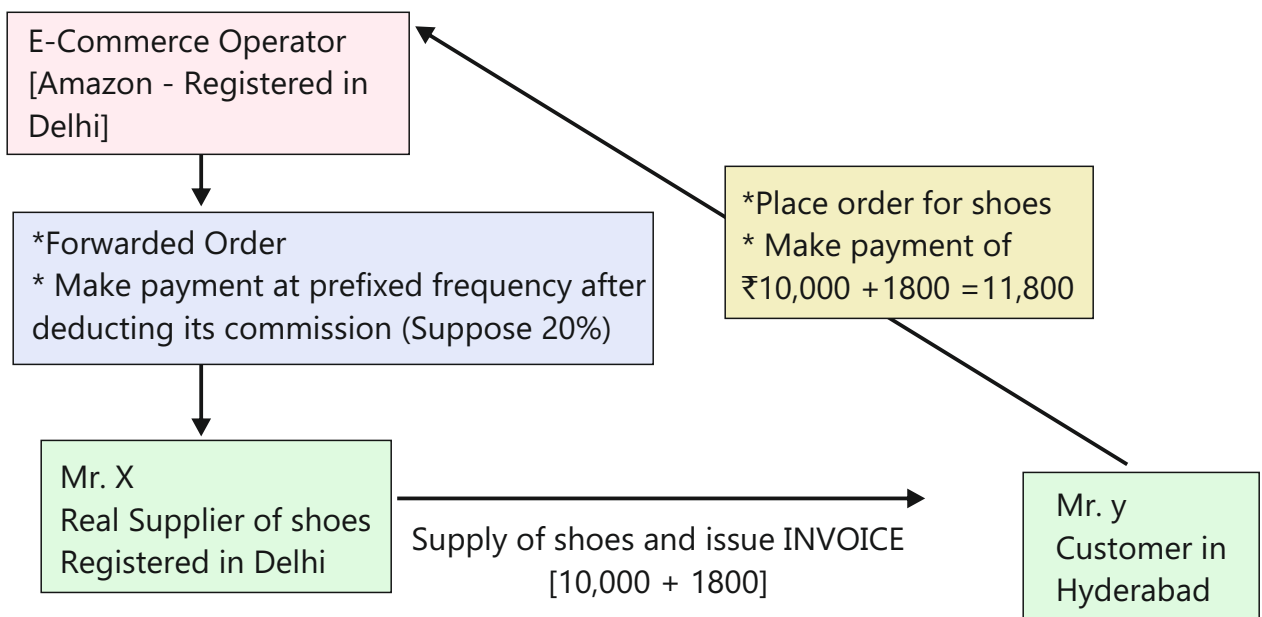 E-Commerce Operator
[Amazon - Registered in
Delhi]
*Forwarded Order
* Make payment at prefixed frequency after
deducting its commission (Suppose 20%)
*Place order for shoes
* Make payment of
₹10,000 +1800 =11,800
Mr. X
Real Supplier of shoes
Registered in Delhi
Supply of shoes and issue INVOICE
[10,000 + 1800]
Mr. y
Customer in
Hyderabad